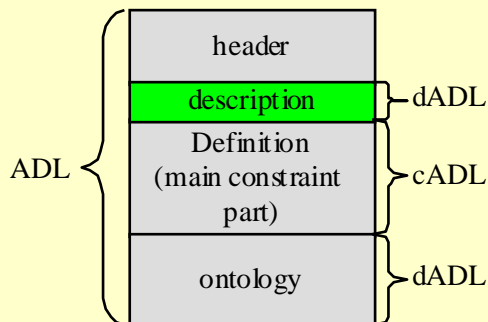 header
description
dADL
Definition
(main constraint
part)
ADL
cADL
ontology
dADL